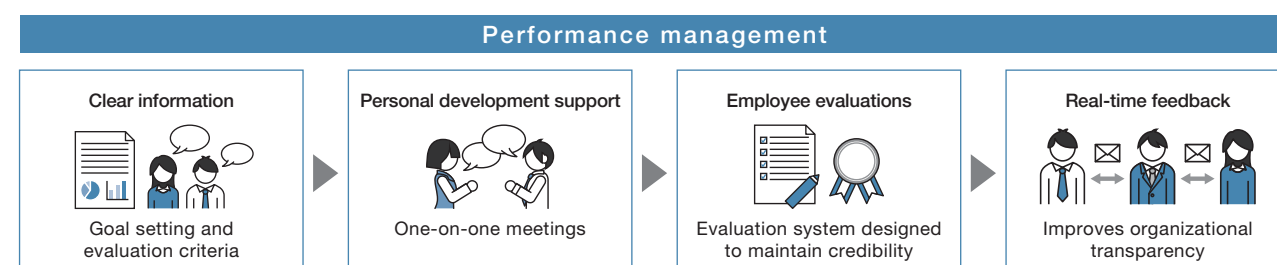 Performance management
Clear information
Goal setting and
evaluation criteria
Personal development support
One-on-one meetings
Employee evaluations
Evaluation system designed
to maintain credibility
Real-time feedback
Improves organizational
transparency